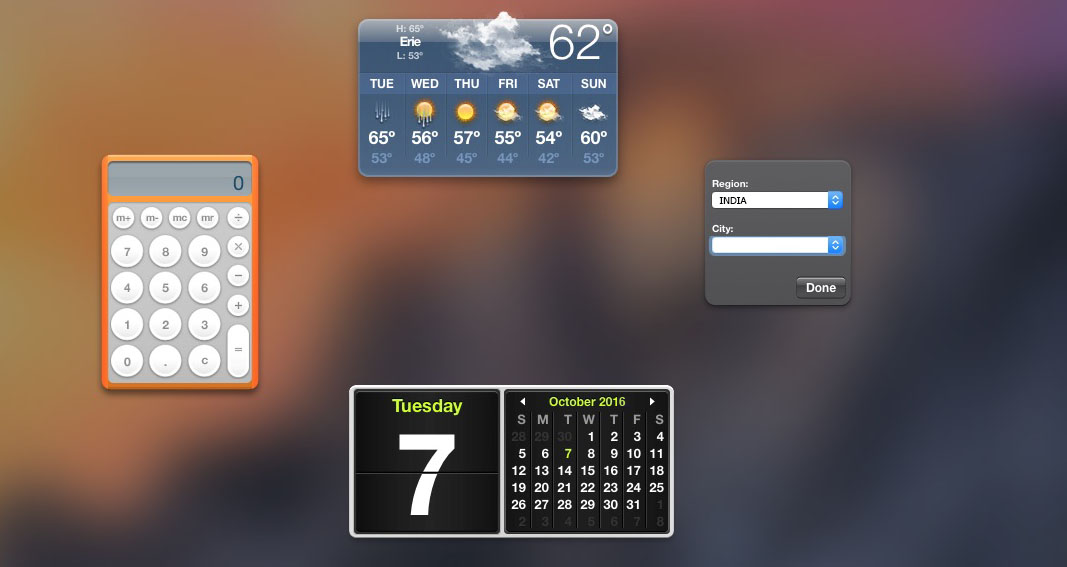 H: 65°
Erie
L: 53°
62°
TUE WED THU FRI SAT SUN
65° 56° 57° 55° 54° 60°
53° 48° 45° 44° 42° 53°
0
m+ m- mc mr ÷
7 8 9 ×
4 5 6 −
1 2 3 +
0 . c =
Region:
INDIA
City:
Done
Tuesday
7
October 2016
S M T W T F S
28 29 30 1 2 3 4
5 6 7 8 9 10 11
12 13 14 15 16 17 18
19 20 21 22 23 24 25
26 27 28 29 30 31 1
2 3 4 5 6 7 8